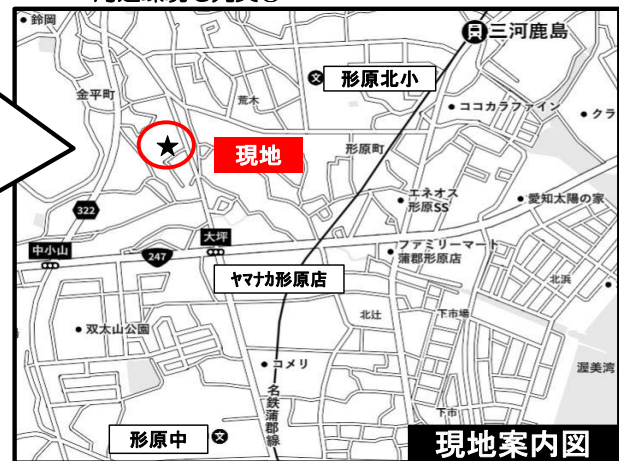 鈴岡
三河鹿島
形原北小
金平町
荒木
ココカラファイン
クラ
現地
形原町
エネオス
形原SS
愛知太陽の家
322
中小山
大坪
247
ファミリーマート
蒲郡形原店
ヤマナカ形原店
北浜
北辻
下市場
双太山公園
コメリ
渥美湾
名鉄蒲郡線
下市
形原中
現地案内図